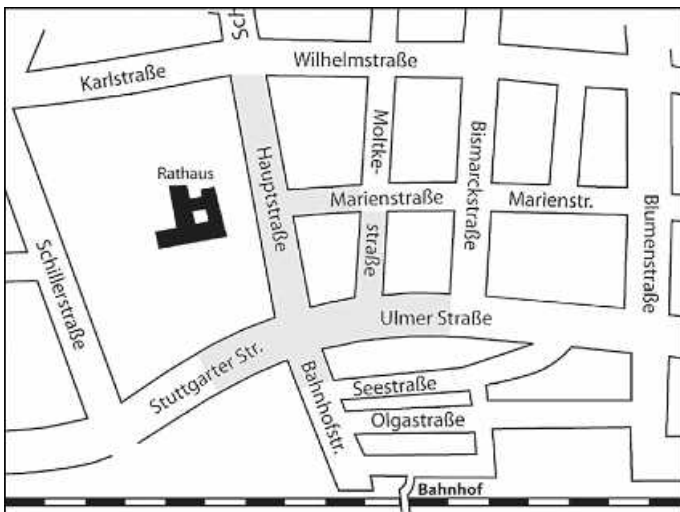 Sch
Wilhelmstraße
Karlstraße
Moltke-
Bismarckstraße
Hauptstraße
Rathaus
Marienstraße
Marienstr.
Blumenstraße
straße
Schillerstraße
Ulmer Straße
Stuttgarter Str.
Bahnhofstr.
Seestraße
Olgastraße
Bahnhof